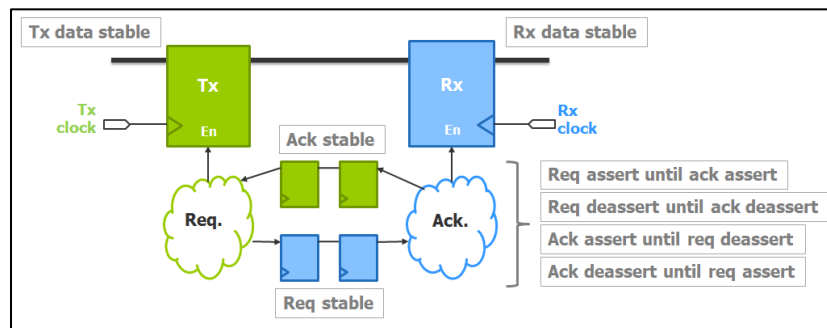 Tx data stable
Rx data stable
Tx
Rx
Tx
clock
En
En
Rx
clock
Ack stable
Req.
Ack.
Req stable
Req assert until ack assert
Req deassert until ack deassert
Ack assert until req deassert
Ack deassert until req assert